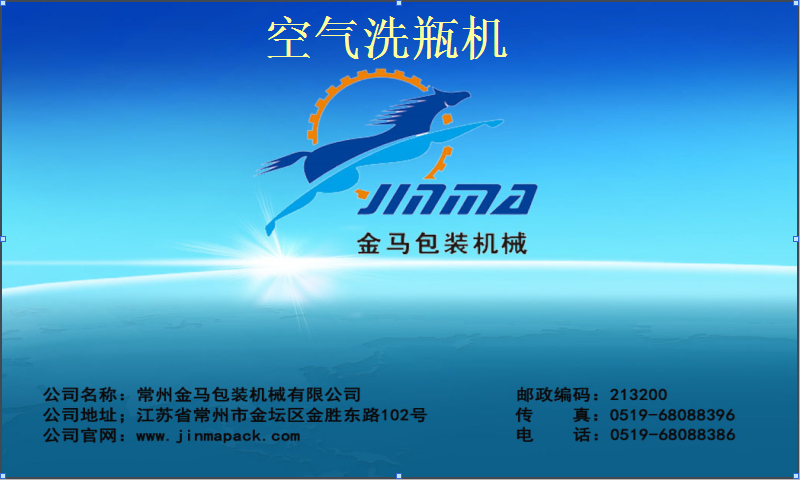 空气洗瓶机
JINMA
金马包装机械
公司名称：常州金马包装机械有限公司
公司地址；江苏省常州市金坛区金胜东路102号
公司官网：www.jinmapack.com
邮政编码：213200
传 真：0519-68088396
电 话：0519-68088386